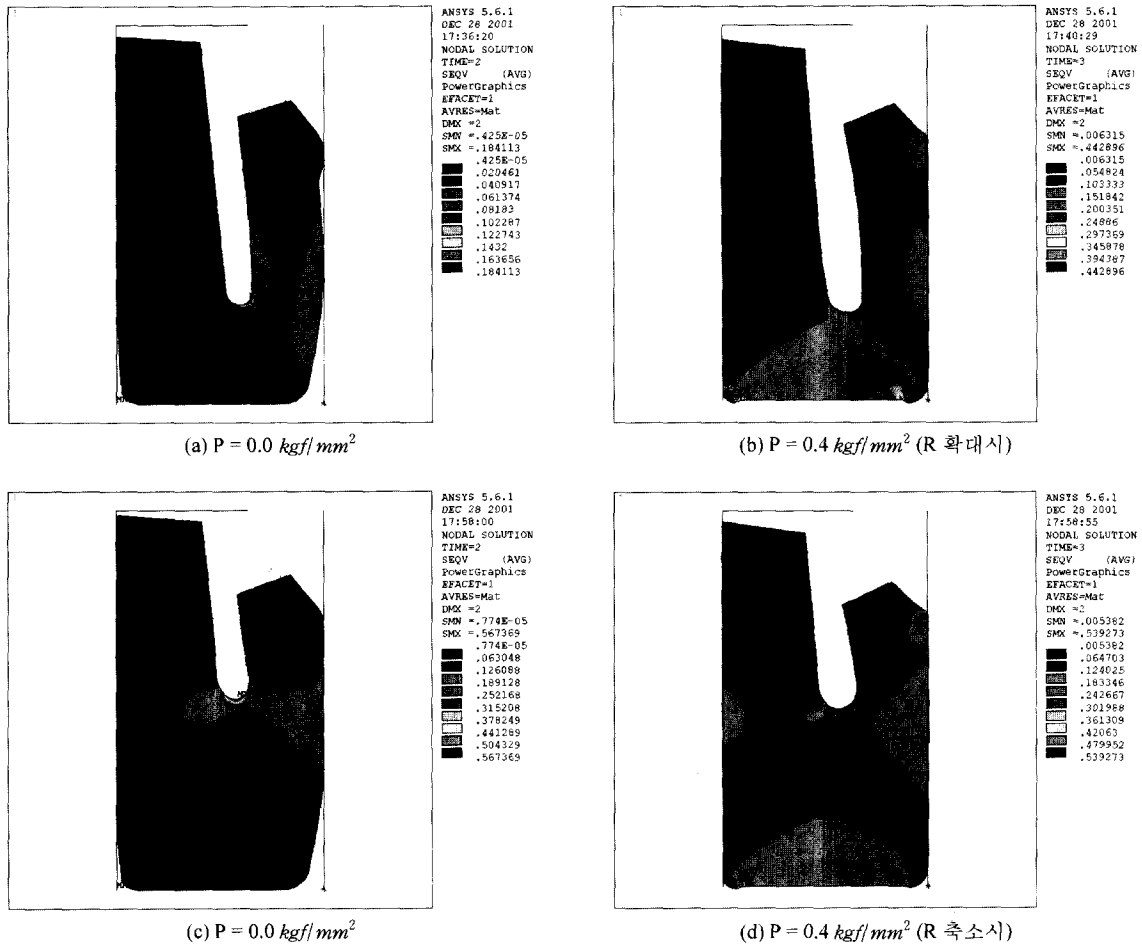 ANSYS 5.6.1
DEC 28 2001
17:36:20
NODAL SOLUTION
TIME=2
SEQV (AVG)
PowerGraphics
EFACET=1
AVRES=Mat
DMX =2
SMN =.425E-05
SMX =.184113
.425E-05
.020461
.040917
.061374
.08183
.102287
.122743
.1432
.163656
.184113
(a) P = 0.0 kgf/mm²
ANSYS 5.6.1
DEC 28 2001
17:40:29
NODAL SOLUTION
TIME=3
SEQV (AVG)
PowerGraphics
EFACET=1
AVRES=Mat
DMX =2
SMN =.006315
SMX =.442896
.006315
.054824
.103333
.151842
.200351
.24886
.297369
.345878
.394387
.442896
(b) P = 0.4 kgf/mm² (R 확대시)
ANSYS 5.6.1
DEC 28 2001
17:58:00
NODAL SOLUTION
TIME=2
SEQV (AVG)
PowerGraphics
EFACET=1
AVRES=Mat
DMX =2
SMN =.774E-05
SMX =.567369
.774E-05
.063048
.126088
.189128
.252168
.315208
.378249
.441289
.504329
.567369
(c) P = 0.0 kgf/mm²
ANSYS 5.6.1
DEC 28 2001
17:58:55
NODAL SOLUTION
TIME=3
SEQV (AVG)
PowerGraphics
EFACET=1
AVRES=Mat
DMX =2
SMN =.005382
SMX =.539273
.005382
.064703
.124025
.183346
.242667
.301988
.361309
.42063
.479952
.539273
(d) P = 0.4 kgf/mm² (R 축소시)